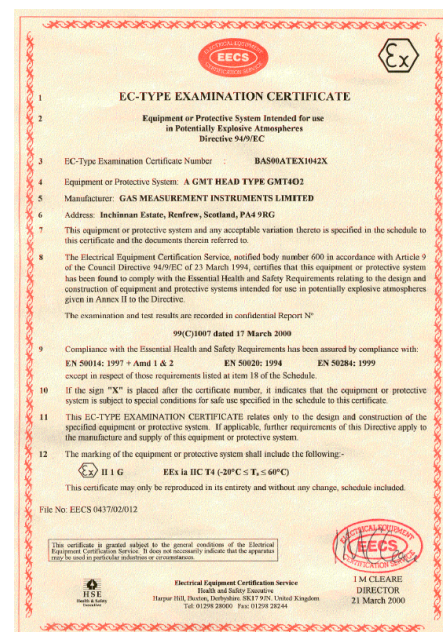 ELECTRICAL EQUIPMENT
EECS
CERTIFICATION SERVICE
Ex
1 EC-TYPE EXAMINATION CERTIFICATE
2 Equipment or Protective System Intended for use
in Potentially Explosive Atmospheres
Directive 94/9/EC
3 EC-Type Examination Certificate Number : BAS00ATEX1042X
4 Equipment or Protective System: A GMT HEAD TYPE GMT4O2
5 Manufacturer: GAS MEASUREMENT INSTRUMENTS LIMITED
6 Address: Inchinnan Estate, Renfrew, Scotland, PA4 9RG
7 This equipment or protective system and any acceptable variation thereto is specified in the schedule to
this certificate and the documents therein referred to.
8 The Electrical Equipment Certification Service, notified body number 600 in accordance with Article 9
of the Council Directive 94/9/EC of 23 March 1994, certifies that this equipment or protective system
has been found to comply with the Essential Health and Safety Requirements relating to the design and
construction of equipment and protective systems intended for use in potentially explosive atmospheres
given in Annex II to the Directive.
The examination and test results are recorded in confidential Report N°
99(C)1007 dated 17 March 2000
9 Compliance with the Essential Health and Safety Requirements has been assured by compliance with:
EN 50014: 1997 + Amd 1 & 2 EN 50020: 1994 EN 50284: 1999
except in respect of those requirements listed at item 18 of the Schedule.
10 If the sign "X" is placed after the certificate number, it indicates that the equipment or protective
system is subject to special conditions for safe use specified in the schedule to this certificate.
11 This EC-TYPE EXAMINATION CERTIFICATE relates only to the design and construction of the
specified equipment or protective system. If applicable, further requirements of this Directive apply to
the manufacture and supply of this equipment or protective system.
12 The marking of the equipment or protective system shall include the following:-
Ex II 1 G EEx ia IIC T4 (-20°C ≤ Ta ≤ 60°C)
This certificate may only be reproduced in its entirety and without any change, schedule included.
File No: EECS 0437/02/012
This certificate is granted subject to the general conditions of the Electrical
Equipment Certification Service. It does not necessarily indicate that the apparatus
may be used in particular industries or circumstances.
ELECTRICAL EQUIPMENT
EECS
CERTIFICATION SERVICE
HSE
Health & Safety
Executive
Electrical Equipment Certification Service
Health and Safety Executive
Harpur Hill, Buxton, Derbyshire. SK17 9JN. United Kingdom
Tel: 01298 28000 Fax: 01298 28244
I M CLEARE
DIRECTOR
21 March 2000